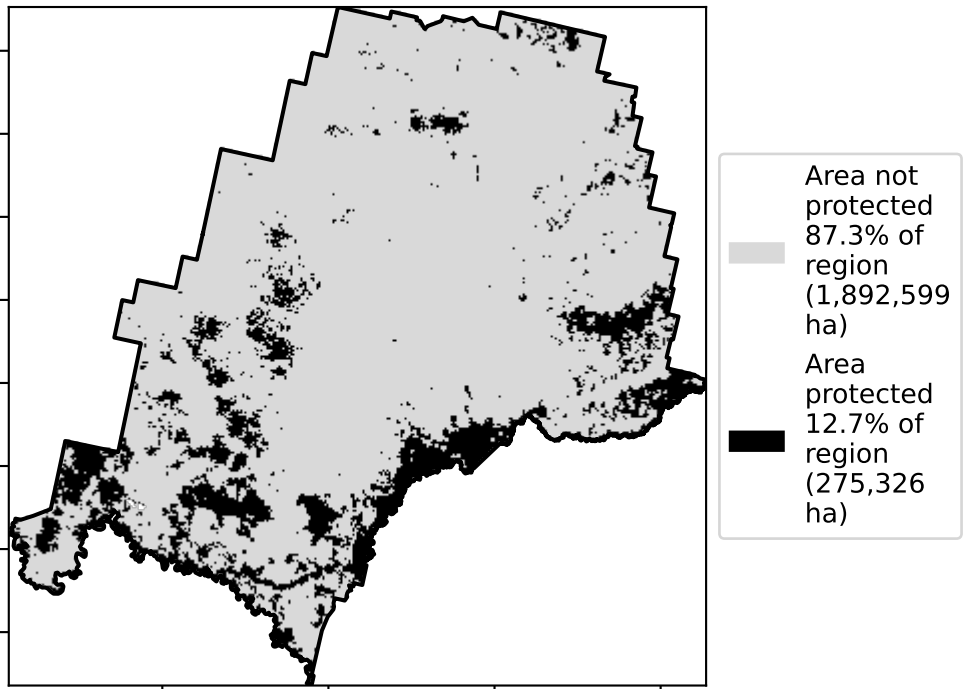 Area not
protected
87.3% of
region
(1,892,599
ha)
Area
protected
12.7% of
region
(275,326
ha)